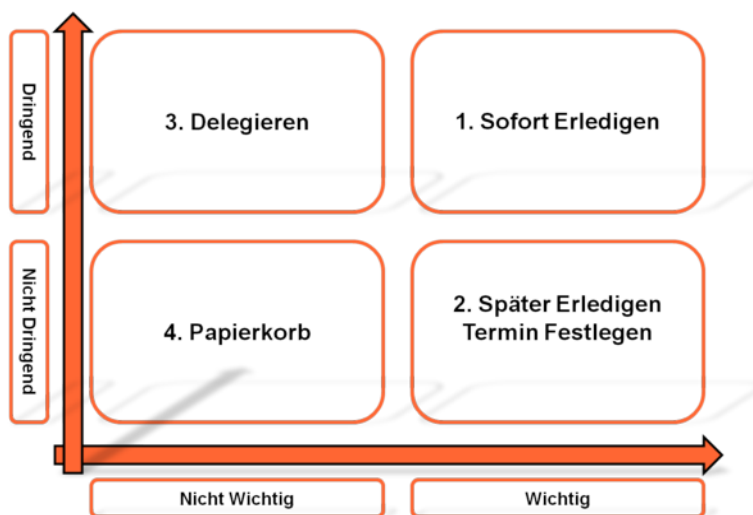 Dringend
3. Delegieren
1. Sofort Erledigen
Nicht Dringend
4. Papierkorb
2. Später Erledigen
Termin Festlegen
Nicht Wichtig
Wichtig